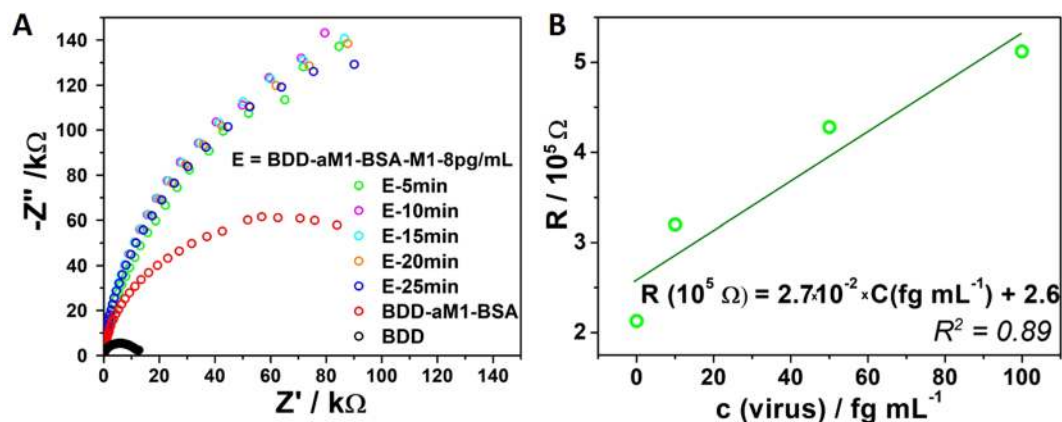 A
-Z'' /kΩ
140
120
100
80
60
40
20
0
E = BDD-aM1-BSA-M1-8pg/mL
E-5min
E-10min
E-15min
E-20min
E-25min
BDD-aM1-BSA
BDD
0 20 40 60 80 100 120 140
Z' / kΩ
B
R / 10⁵ Ω
5
4
3
2
R (10⁵ Ω) = 2.7×10⁻² × C(fg mL⁻¹) + 2.6
R² = 0.89
0 20 40 60 80 100
c (virus) / fg mL⁻¹